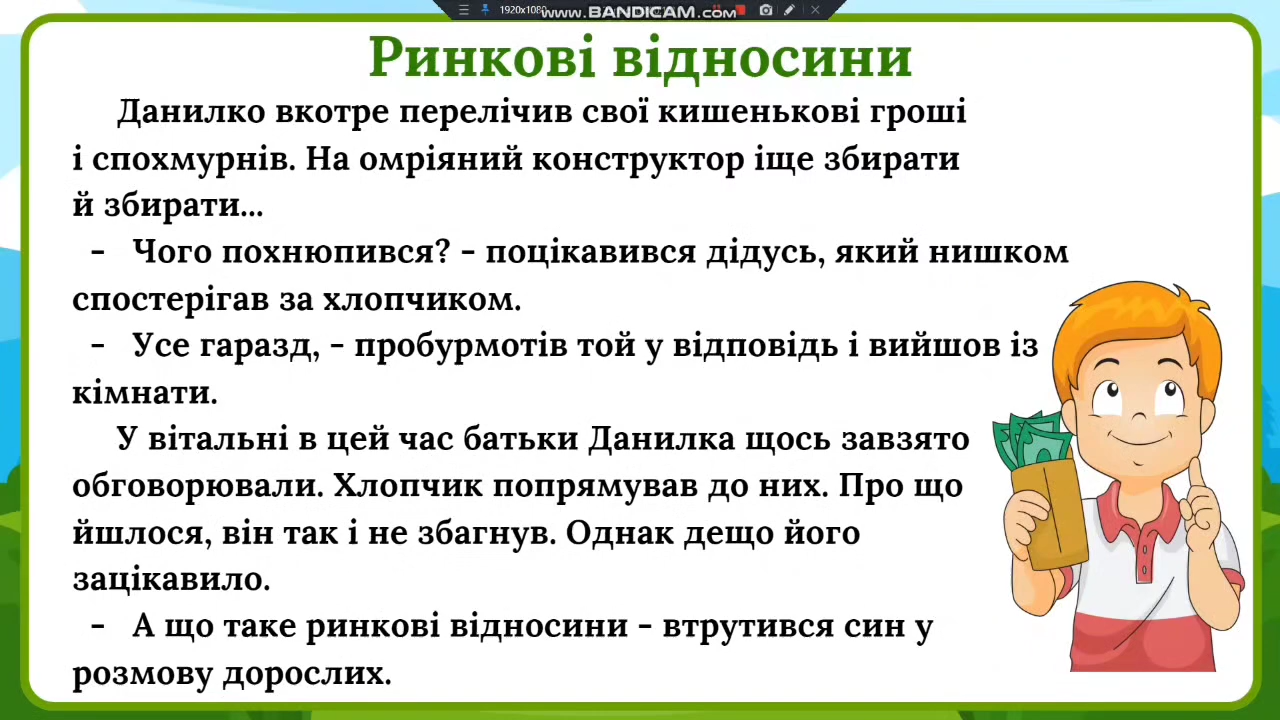 1920x1080
www.BANDICAM.com
Ринкові відносини
Данилко вкотре перелічив свої кишенькові гроші
і спохмурнів. На омріяний конструктор іще збирати
й збирати...
- Чого похнюпився? - поцікавився дідусь, який нишком
спостерігав за хлопчиком.
- Усе гаразд, - пробурмотів той у відповідь і вийшов із
кімнати.
У вітальні в цей час батьки Данилка щось завзято
обговорювали. Хлопчик попрямував до них. Про що
йшлося, він так і не збагнув. Однак дещо його
зацікавило.
- А що таке ринкові відносини - втрутився син у
розмову дорослих.